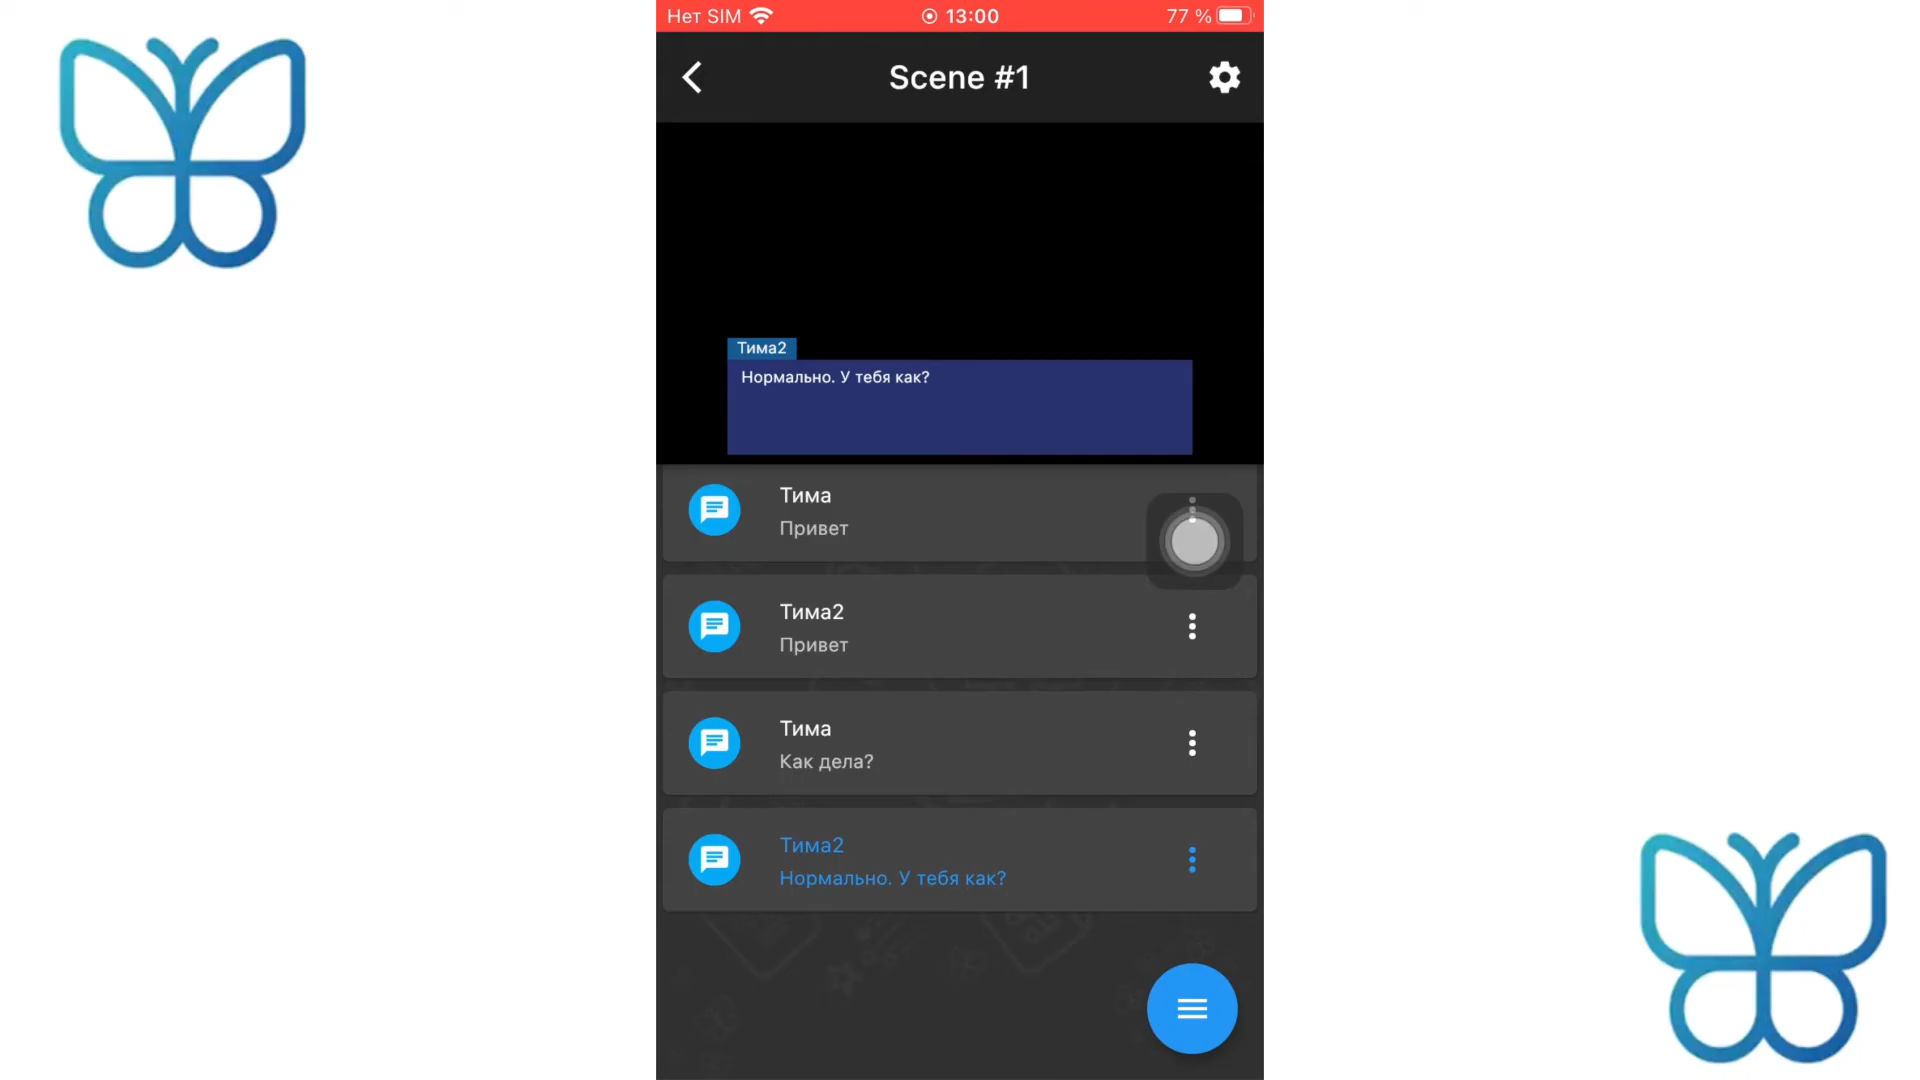 Нет SIM 13:00 77 %
Scene #1
Тима2
Нормально. У тебя как?
Тима
Привет
Тима2
Привет
Тима
Как дела?
Тима2
Нормально. У тебя как?